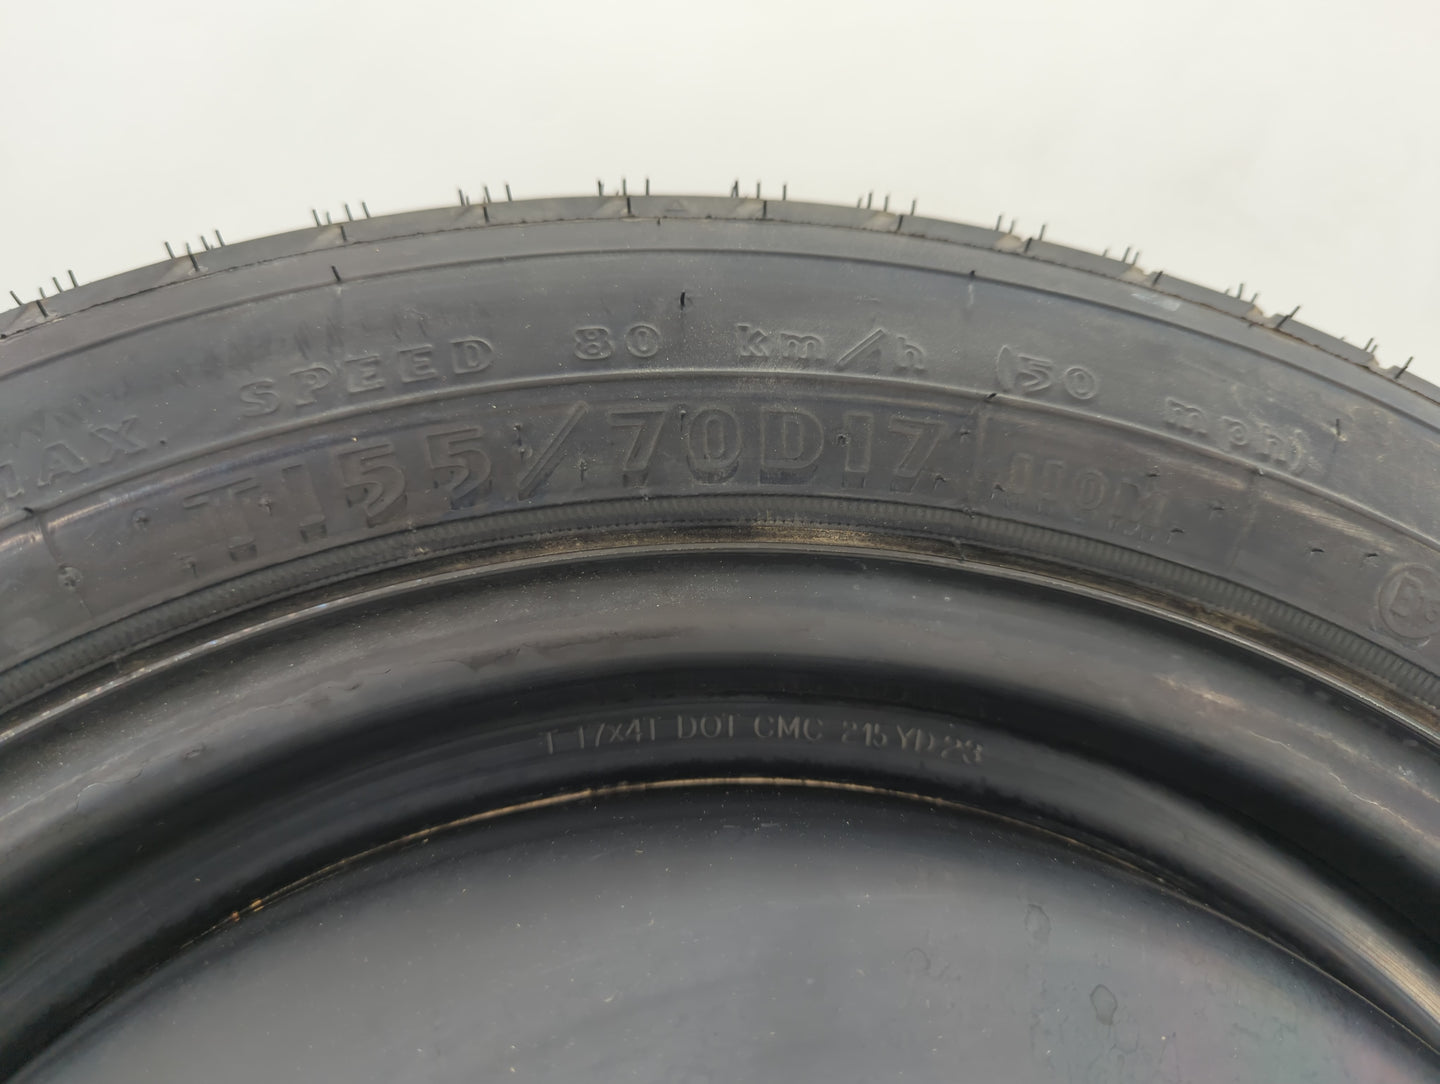 MAX. SPEED 80 km/h (50 mph)
T155/70D17 110M
T 17x4T DOT CMC 215 YD 23